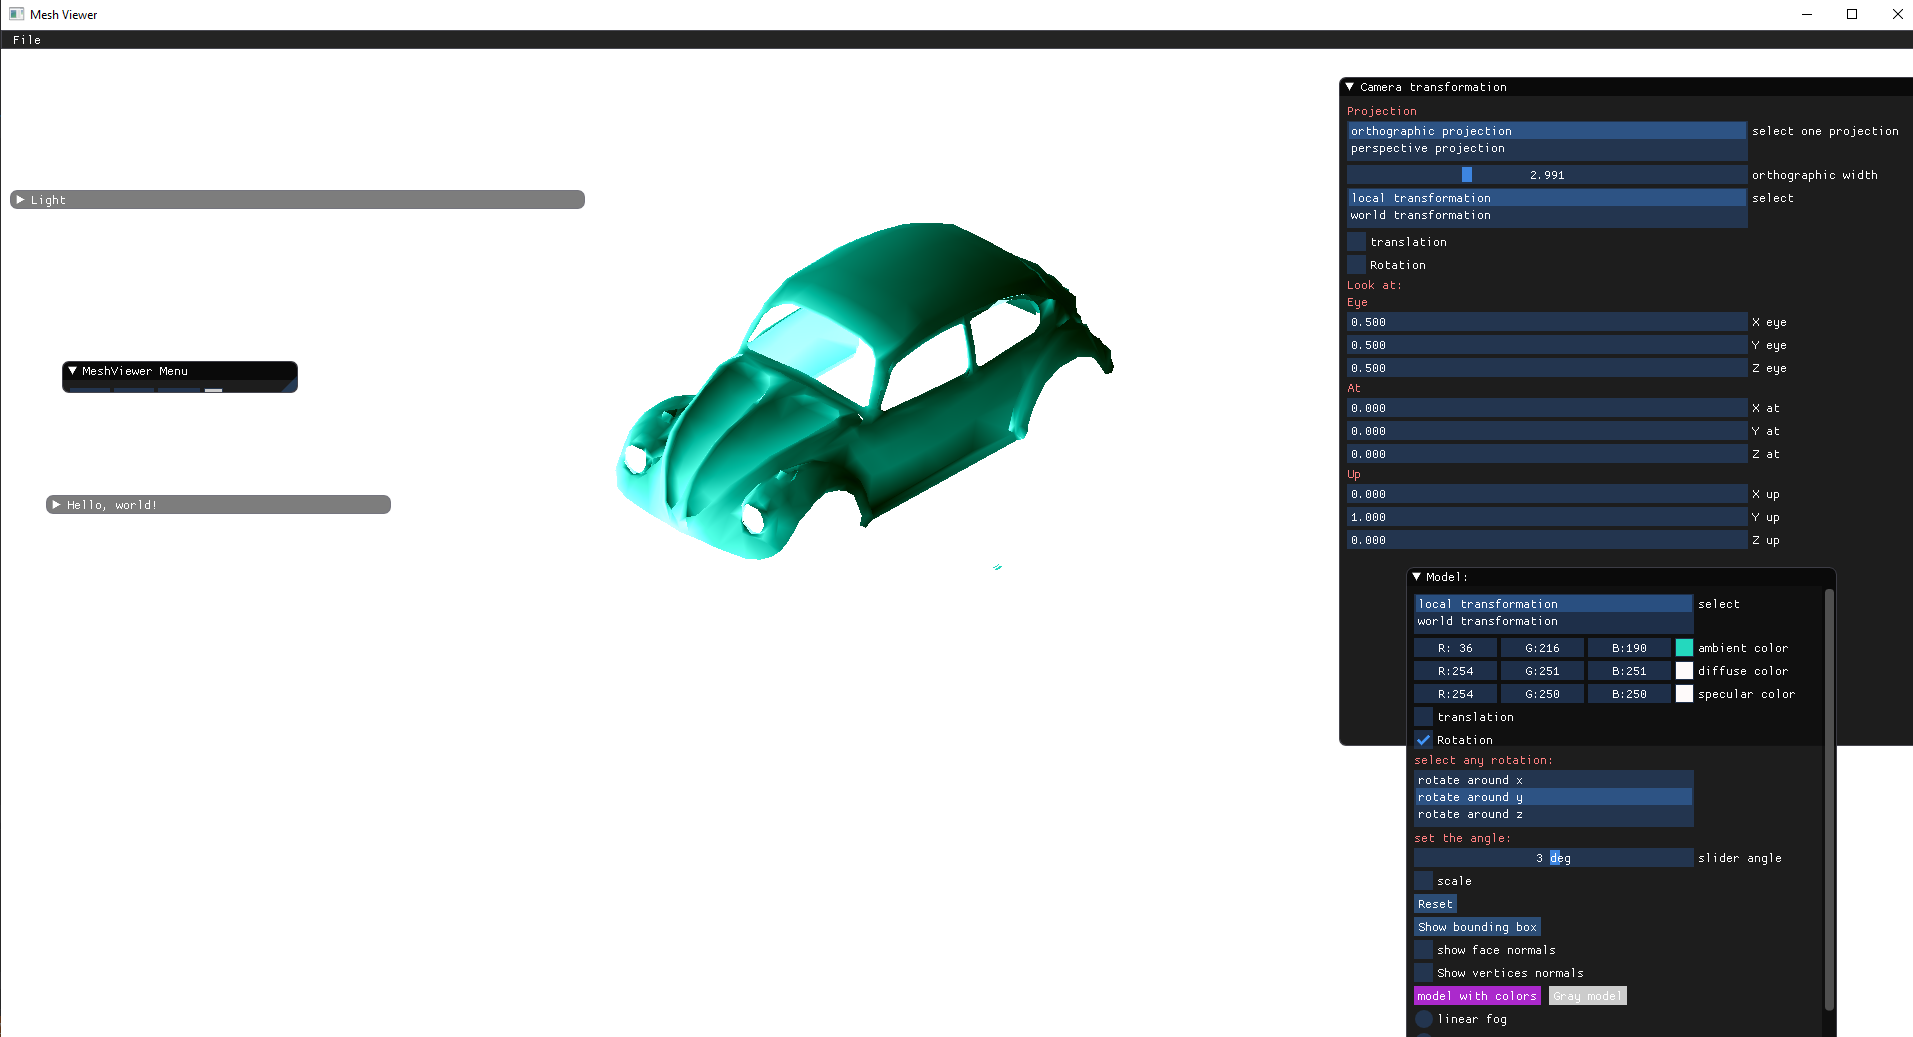 Mesh Viewer
File
Light
MeshViewer Menu
Hello, world!
Camera transformation
Projection
orthographic projection select one projection
perspective projection
2.991 orthographic width
local transformation select
world transformation
translation
Rotation
Look at:
Eye
0.500 X eye
0.500 Y eye
0.500 Z eye
At
0.000 X at
0.000 Y at
0.000 Z at
Up
0.000 X up
1.000 Y up
0.000 Z up
Model:
local transformation select
world transformation
R: 36 G:216 B:190 ambient color
R:254 G:251 B:251 diffuse color
R:254 G:250 B:250 specular color
translation
Rotation
select any rotation:
rotate around x
rotate around y
rotate around z
set the angle:
3 deg slider angle
scale
Reset
Show bounding box
show face normals
Show vertices normals
model with colors Gray model
linear fog